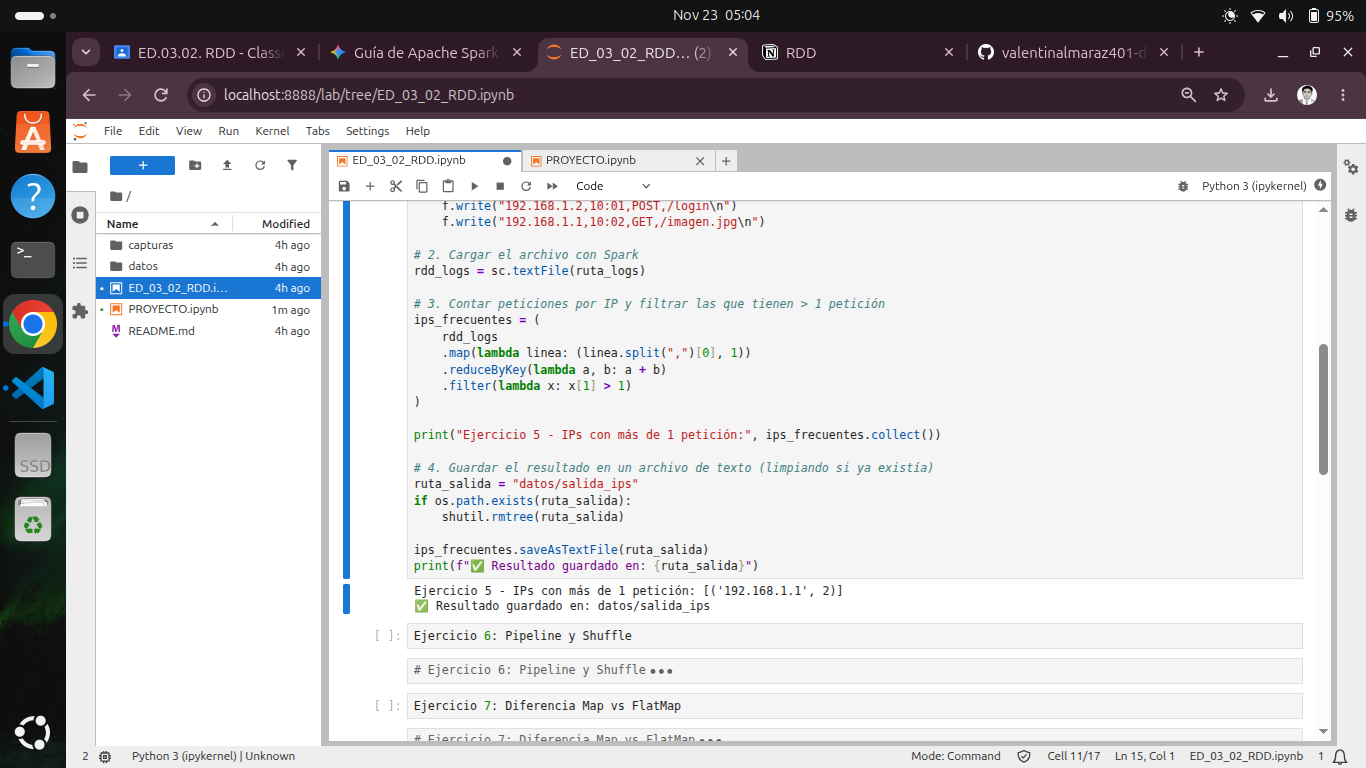 Nov 23 05:04
95%
ED.03.02. RDD - Class
Guía de Apache Spark
ED_03_02_RDD… (2)
RDD
valentinalmaraz401-d
localhost:8888/lab/tree/ED_03_02_RDD.ipynb
File Edit View Run Kernel Tabs Settings Help
ED_03_02_RDD.ipynb
PROYECTO.ipynb
Code
Python 3 (ipykernel)
/
Name Modified
capturas 4h ago
datos 4h ago
ED_03_02_RDD.i… 4h ago
PROYECTO.ipynb 1m ago
README.md 4h ago
f.write("192.168.1.2,10:01,POST,/login\n")
f.write("192.168.1.1,10:02,GET,/imagen.jpg\n")
# 2. Cargar el archivo con Spark
rdd_logs = sc.textFile(ruta_logs)
# 3. Contar peticiones por IP y filtrar las que tienen > 1 petición
ips_frecuentes = (
rdd_logs
.map(lambda linea: (linea.split(",")[0], 1))
.reduceByKey(lambda a, b: a + b)
.filter(lambda x: x[1] > 1)
)
print("Ejercicio 5 - IPs con más de 1 petición:", ips_frecuentes.collect())
# 4. Guardar el resultado en un archivo de texto (limpiando si ya existía)
ruta_salida = "datos/salida_ips"
if os.path.exists(ruta_salida):
shutil.rmtree(ruta_salida)
ips_frecuentes.saveAsTextFile(ruta_salida)
print(f"✅ Resultado guardado en: {ruta_salida}")
Ejercicio 5 - IPs con más de 1 petición: [('192.168.1.1', 2)]
✅ Resultado guardado en: datos/salida_ips
[ ]: Ejercicio 6: Pipeline y Shuffle
# Ejercicio 6: Pipeline y Shuffle •••
[ ]: Ejercicio 7: Diferencia Map vs FlatMap
# Ejercicio 7: Diferencia Map vs FlatMap •••
SSD
2 Python 3 (ipykernel) | Unknown
Mode: Command Cell 11/17 Ln 15, Col 1 ED_03_02_RDD.ipynb 1